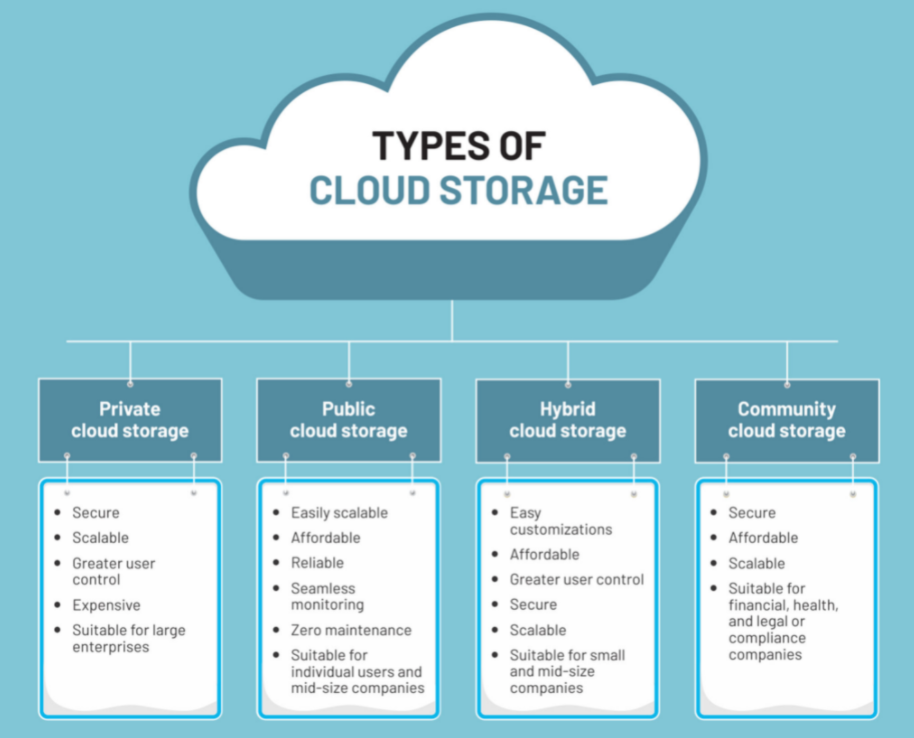 TYPES OF
CLOUD STORAGE
Private
cloud storage
• Secure
• Scalable
• Greater user
control
• Expensive
• Suitable for large
enterprises
Public
cloud storage
• Easily scalable
• Affordable
• Reliable
• Seamless
monitoring
• Zero maintenance
• Suitable for
individual users and
mid-size companies
Hybrid
cloud storage
• Easy
customizations
• Affordable
• Greater user control
• Secure
• Scalable
• Suitable for small
and mid-size
companies
Community
cloud storage
• Secure
• Affordable
• Scalable
• Suitable for
financial, health,
and legal or
compliance
companies